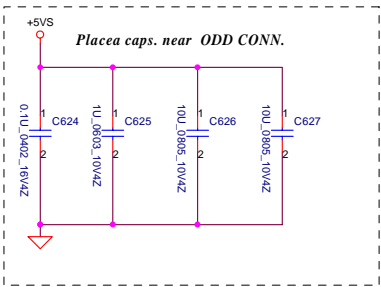 +5VS
Placea caps. near ODD CONN.
1
C624
2
0.1U_0402_16V4Z
1
C625
2
1U_0603_10V4Z
1
C626
2
10U_0805_10V4Z
1
C627
2
10U_0805_10V4Z